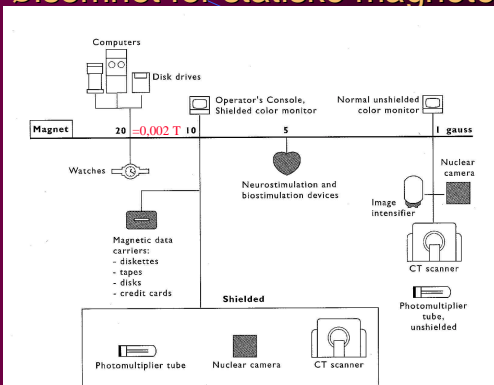 Computers
Disk drives
Operator's Console,
Shielded color monitor
Normal unshielded
color monitor
Magnet 20 =0,002 T 10 5 1 gauss
Watches
Neurostimulation and
biostimulation devices
Nuclear
camera
Image
intensifier
Magnetic data
carriers:
- diskettes
- tapes
- disks
- credit cards
CT scanner
Photomultiplier
tube,
unshielded
Shielded
Photomultiplier tube
Nuclear camera
CT scanner